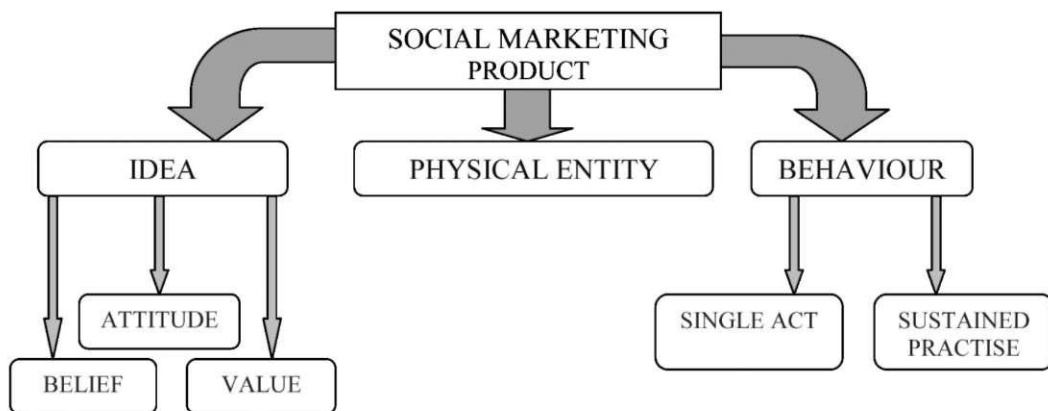 SOCIAL MARKETING
PRODUCT
IDEA
PHYSICAL ENTITY
BEHAVIOUR
ATTITUDE
SINGLE ACT
SUSTAINED
PRACTISE
BELIEF
VALUE